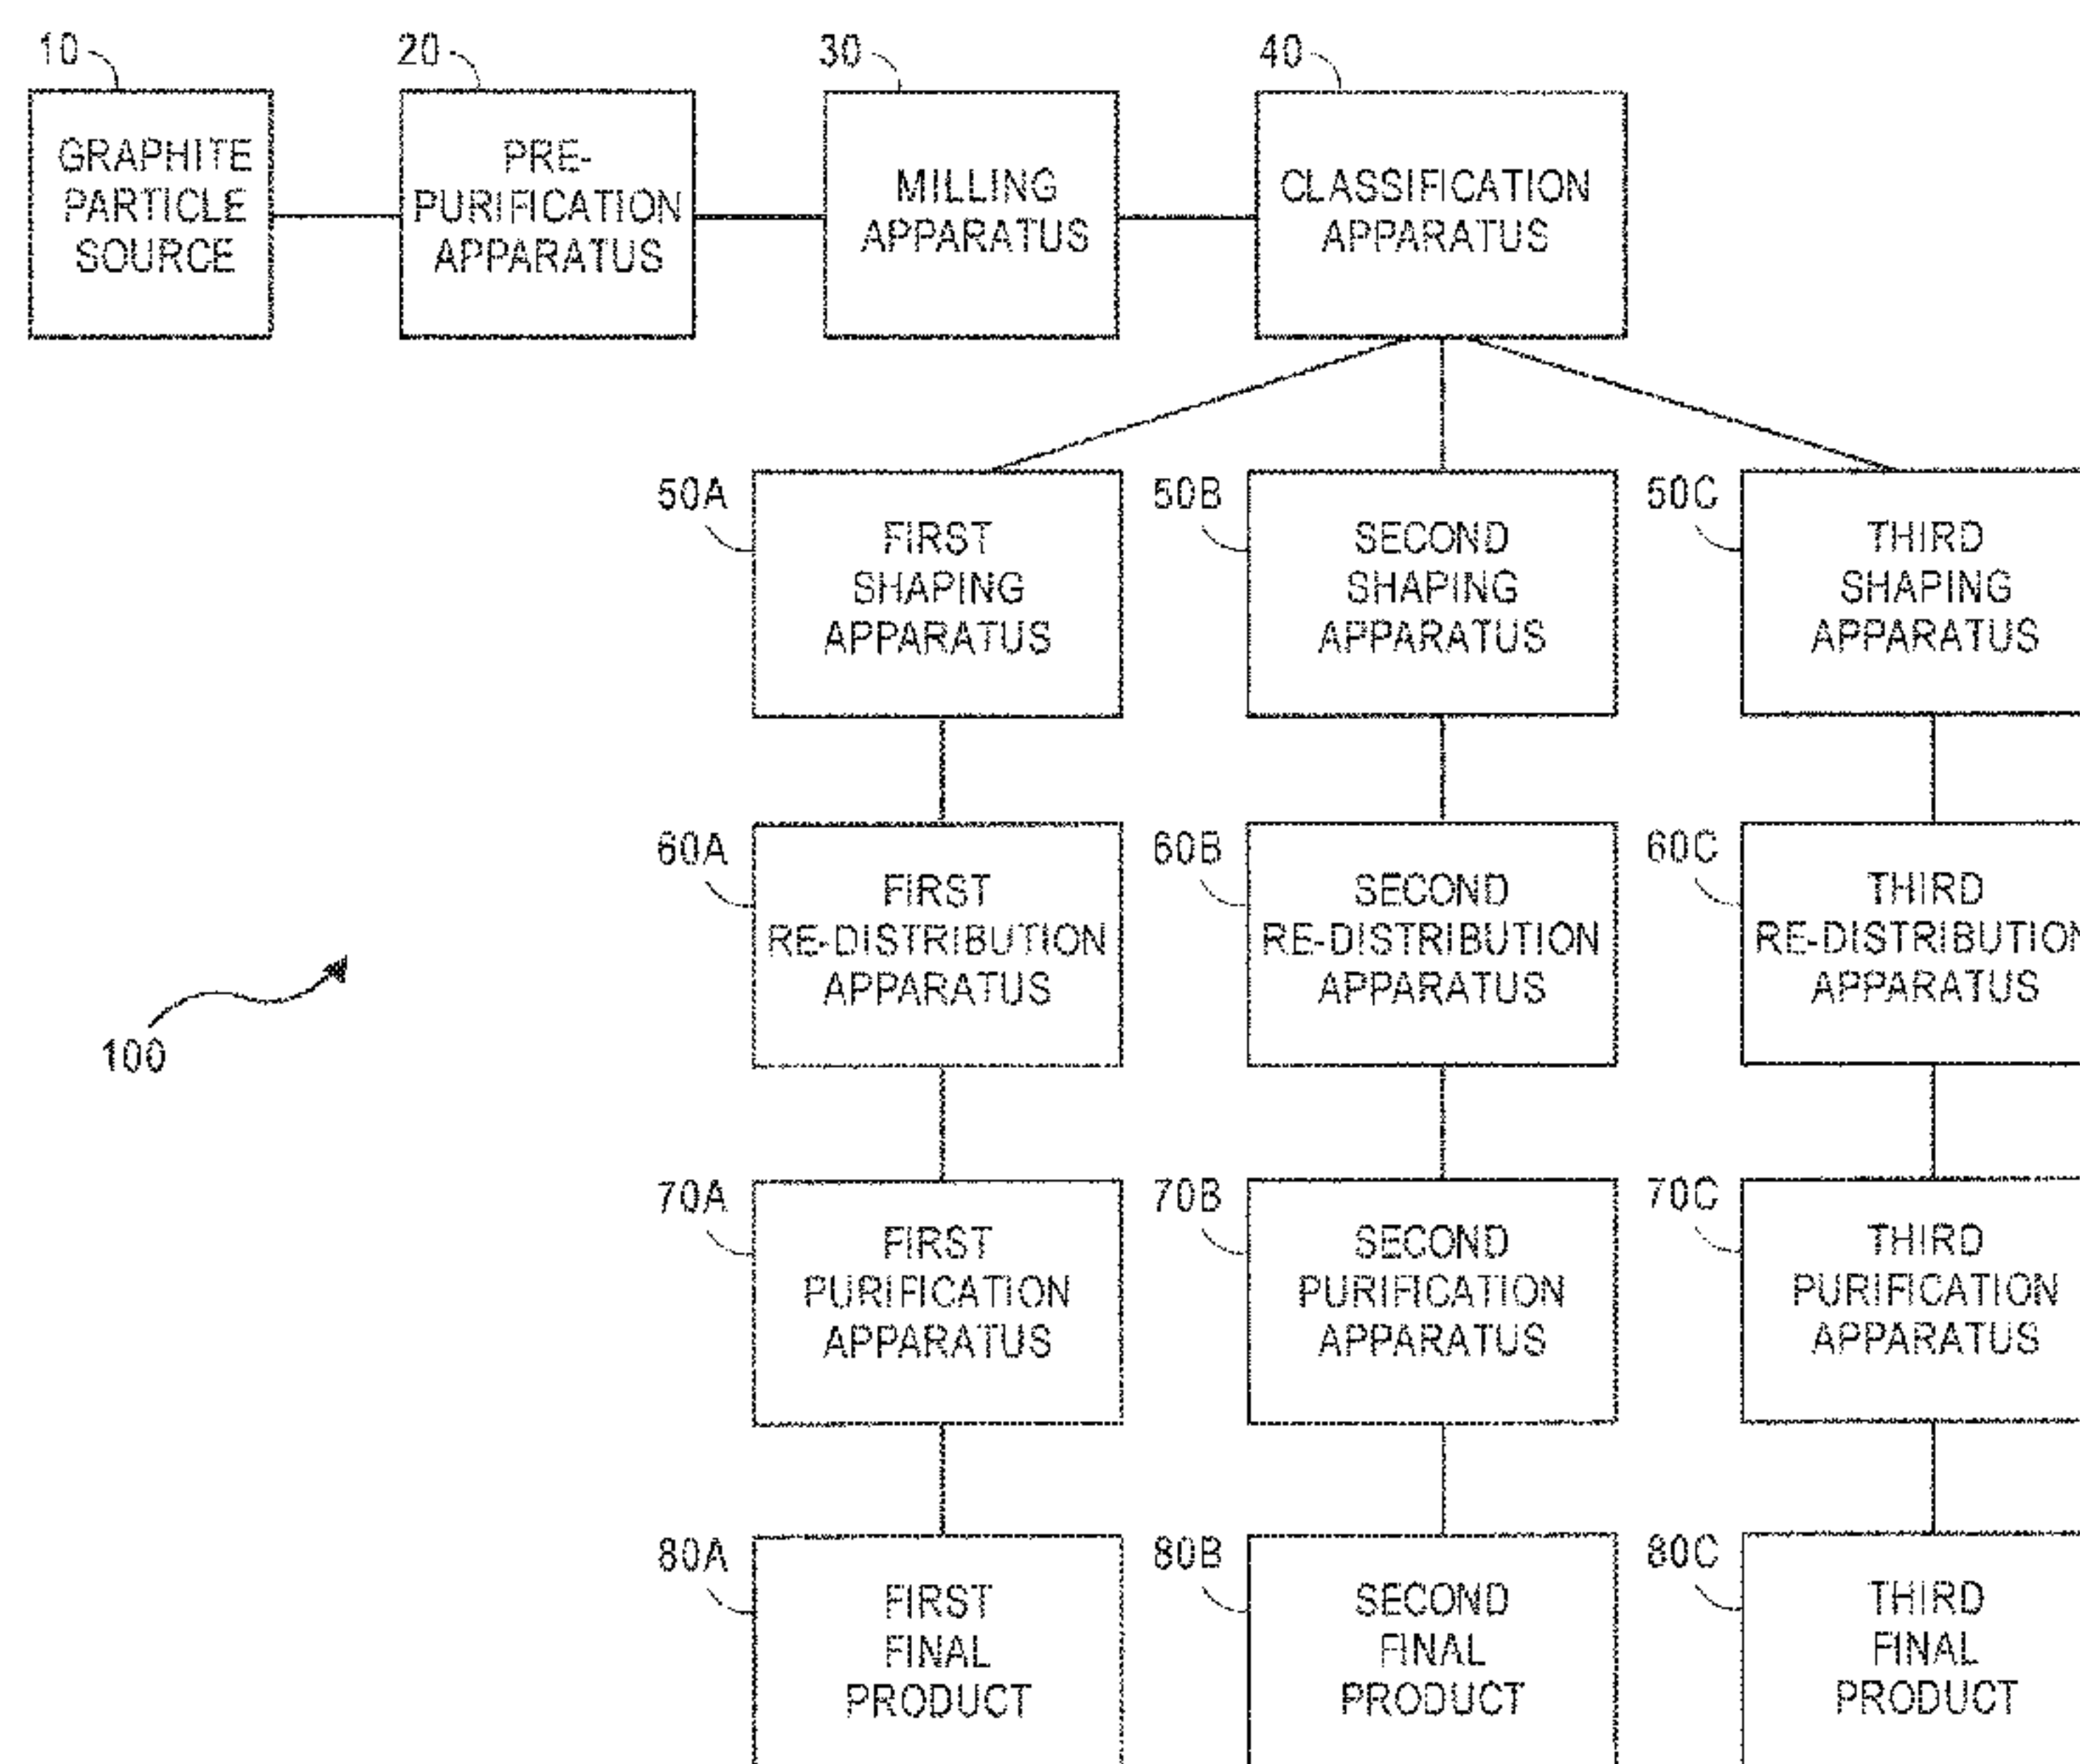 10
20
30
40
GRAPHITE
PARTICLE
SOURCE
PRE-
PURIFICATION
APPARATUS
MILLING
APPARATUS
CLASSIFICATION
APPARATUS
50A
FIRST
SHAPING
APPARATUS
50B
SECOND
SHAPING
APPARATUS
50C
THIRD
SHAPING
APPARATUS
60A
FIRST
RE-DISTRIBUTION
APPARATUS
60B
SECOND
RE-DISTRIBUTION
APPARATUS
60C
THIRD
RE-DISTRIBUTION
APPARATUS
100
70A
FIRST
PURIFICATION
APPARATUS
70B
SECOND
PURIFICATION
APPARATUS
70C
THIRD
PURIFICATION
APPARATUS
80A
FIRST
FINAL
PRODUCT
80B
SECOND
FINAL
PRODUCT
80C
THIRD
FINAL
PRODUCT